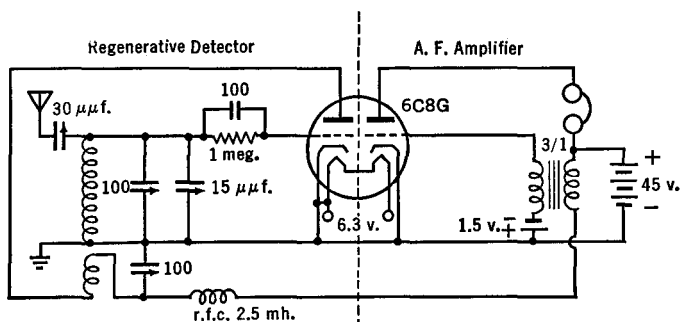 Regenerative Detector
A. F. Amplifier
6C8G
100
30 μμf.
1 meg.
3/1
100
15 μμf.
+
45 v.
−
6.3 v.
1.5 v.
−
+
100
r.f.c. 2.5 mh.